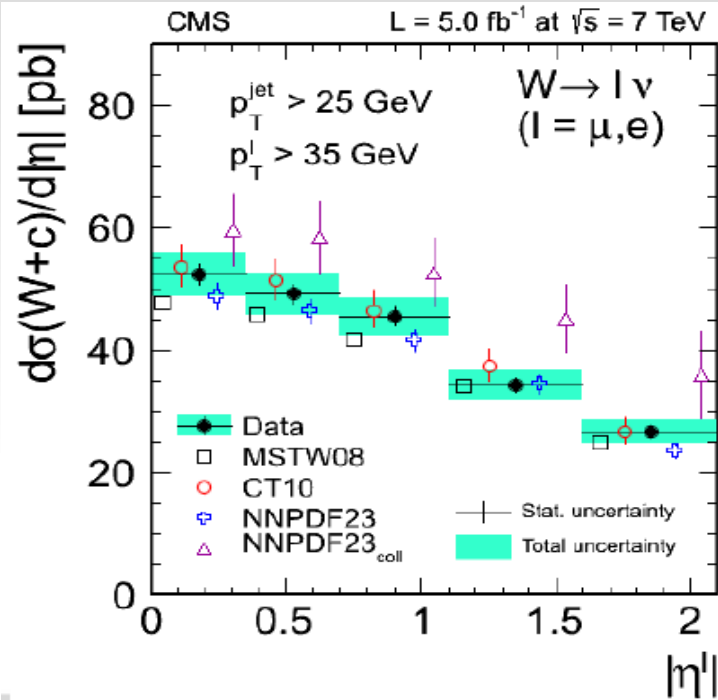 CMS L = 5.0 fb⁻¹ at √s = 7 TeV
dσ(W+c)/d|η| [pb]
p_T^jet > 25 GeV
p_T^l > 35 GeV
W→ l ν
(l = μ,e)
80
60
40
20
0
Data
MSTW08
CT10
NNPDF23
NNPDF23_coll
Stat. uncertainty
Total uncertainty
0 0.5 1 1.5 2
|η^l|